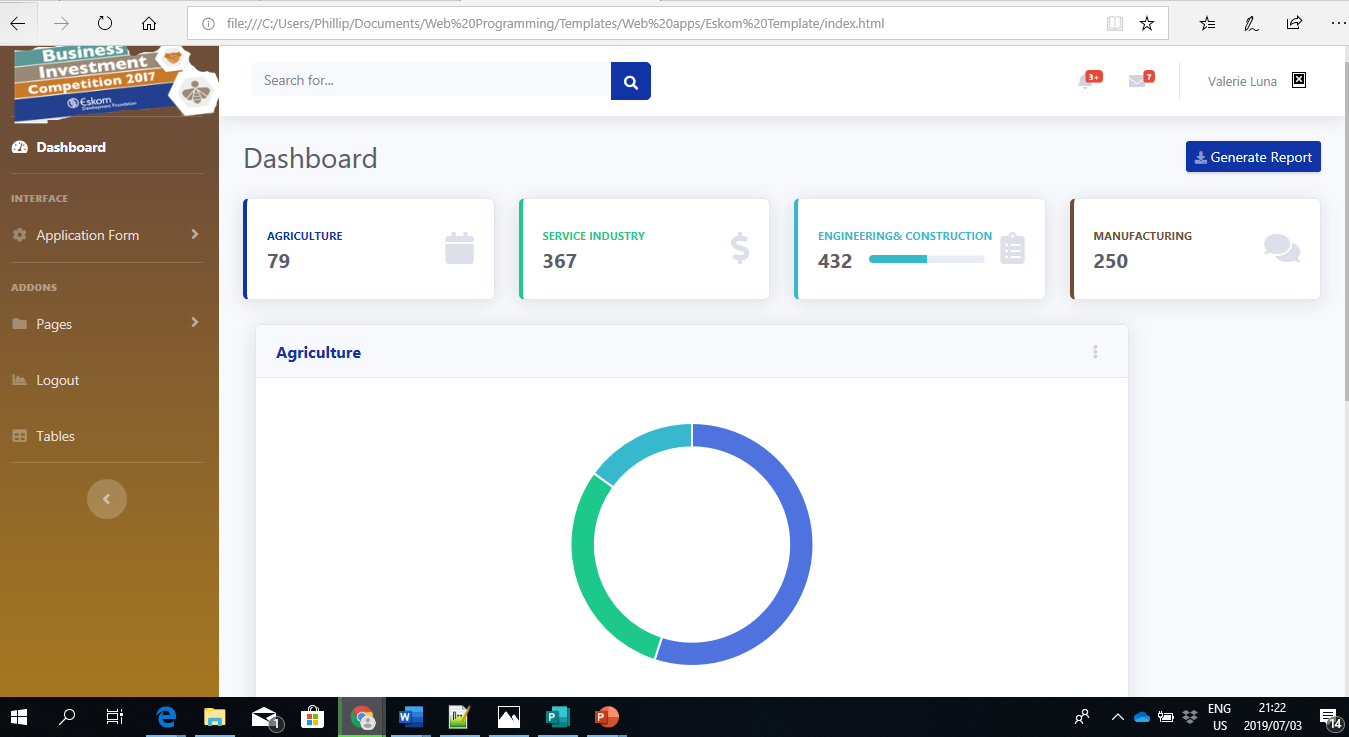 file:///C:/Users/Phillip/Documents/Web%20Programming/Templates/Web%20apps/Eskom%20Template/index.html
Business
Investment
Competition 2017
Eskom
Development Foundation
Search for...
3+
7
Valerie Luna
Dashboard
INTERFACE
Application Form
ADDONS
Pages
Logout
Tables
Dashboard
Generate Report
AGRICULTURE
79
SERVICE INDUSTRY
367
ENGINEERING& CONSTRUCTION
432
MANUFACTURING
250
Agriculture
1
ENG
US
21:22
2019/07/03
14